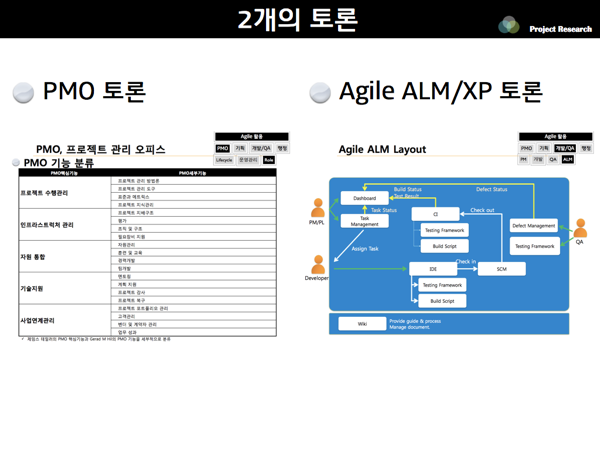 2개의 토론
Project Research
PMO 토론
Agile 활용
PMO 기획 개발/QA 행정
Lifecycle 운영관리 Role
PMO, 프로젝트 관리 오피스
PMO 기능 분류
PMO핵심기능 PMO세부기능
프로젝트 수행관리
프로젝트 관리 방법론
프로젝트 관리 도구
표준과 매트릭스
프로젝트 지식관리
인프라스트럭처 관리
프로젝트 지배구조
평가
조직 및 구조
필요장비 지원
자원 통합
자원관리
훈련 및 교육
경력개발
팀개발
기술지원
멘토링
계획 지원
프로젝트 감사
프로젝트 복구
사업연계관리
프로젝트 포트폴리오 관리
고객관리
벤더 및 계약자 관리
업무 성과
✓ 제임스 테일러의 PMO 핵심기능과 Gerard M Hill의 PMO 기능을 세부적으로 분류
Agile ALM/XP 토론
Agile 활용
PMO 기획 개발/QA 행정
PM 개발 QA ALM
Agile ALM Layout
Build Status
Test Result
Defect Status
Dashboard
Task Status
Task
Management
CI
Check out
Testing Framework
Build Script
Defect Management
Testing Framework
PM/PL
QA
Assign Task
Developer
IDE
Check in
SCM
Testing Framework
Build Script
Wiki
Provide guide & process
Manage document.